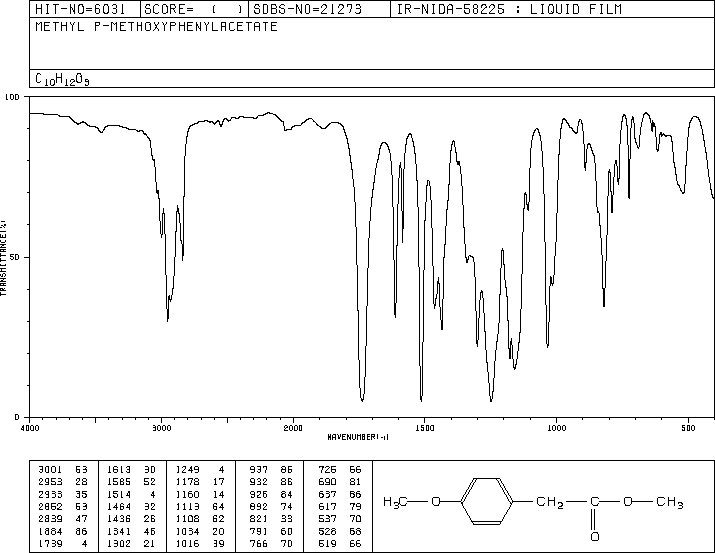 HIT-NO=6031 SCORE= ( ) SDBS-NO=21273 IR-NIDA-58225 : LIQUID FILM
METHYL P-METHOXYPHENYLACETATE
C10H12O3
100
50
0
TRANSMITTANCE(%)
4000 3000 2000 1500 1000 500
WAVENUMBER(-1)
3001 53 1613 30 1249 4 937 86 725 66
2953 28 1585 52 1178 17 932 86 690 81
2933 35 1514 4 1160 14 926 84 637 86
2852 53 1464 32 1113 64 892 74 617 79
2839 47 1436 26 1108 62 821 33 537 70
1884 86 1341 46 1034 20 791 60 528 68
1739 4 1302 21 1016 39 766 70 519 66
H3C O CH2 C O CH3
O